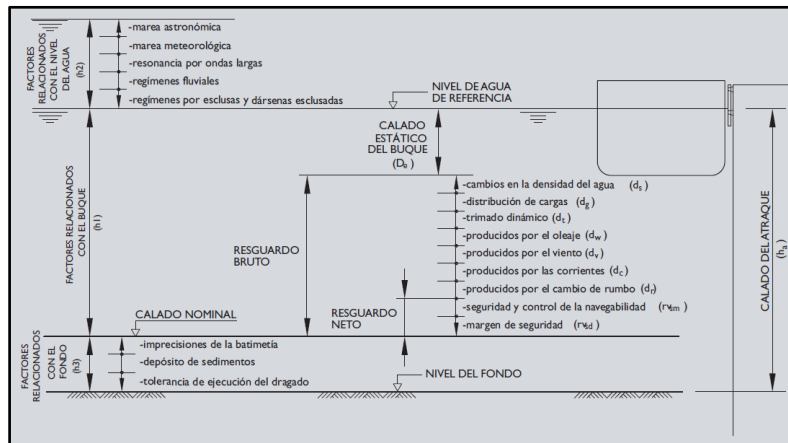 FACTORES
RELACIONADOS
CON EL NIVEL
DEL AGUA
(h2)
-marea astronómica
-marea meteorológica
-resonancia por ondas largas
-regímenes fluviales
-regímenes por esclusas y dársenas esclusadas
NIVEL DE AGUA
DE REFERENCIA
FACTORES RELACIONADOS
CON EL BUQUE
(h1)
CALADO
ESTÁTICO
DEL BUQUE
(De)
RESGUARDO
BRUTO
-cambios en la densidad del agua (ds)
-distribución de cargas (dg)
-trimado dinámico (dt)
-producidos por el oleaje (dw)
-producidos por el viento (dv)
-producidos por las corrientes (dc)
-producidos por el cambio de rumbo (dr)
-seguridad y control de la navegabilidad (rvsm)
-margen de seguridad (rvsd)
RESGUARDO
NETO
CALADO DEL ATRAQUE
(ha)
CALADO NOMINAL
FACTORES
RELACIONADOS
CON EL
FONDO
(h3)
-imprecisiones de la batimetía
-depósito de sedimentos
-tolerancia de ejecución del dragado
NIVEL DEL FONDO